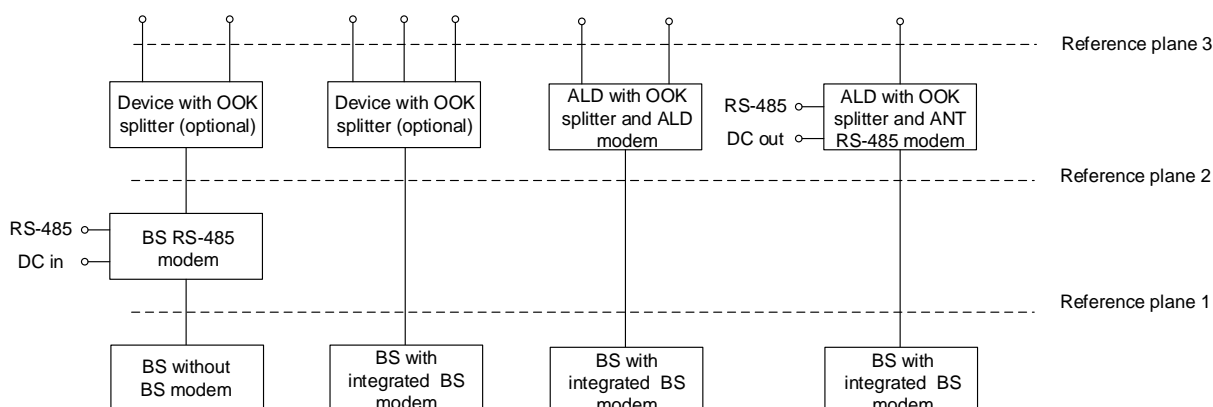 Reference plane 3
Device with OOK
splitter (optional)
Device with OOK
splitter (optional)
ALD with OOK
splitter and ALD
modem
RS-485
DC out
ALD with OOK
splitter and ANT
RS-485 modem
Reference plane 2
RS-485
DC in
BS RS-485
modem
Reference plane 1
BS without
BS modem
BS with
integrated BS
modem
BS with
integrated BS
modem
BS with
integrated BS
modem